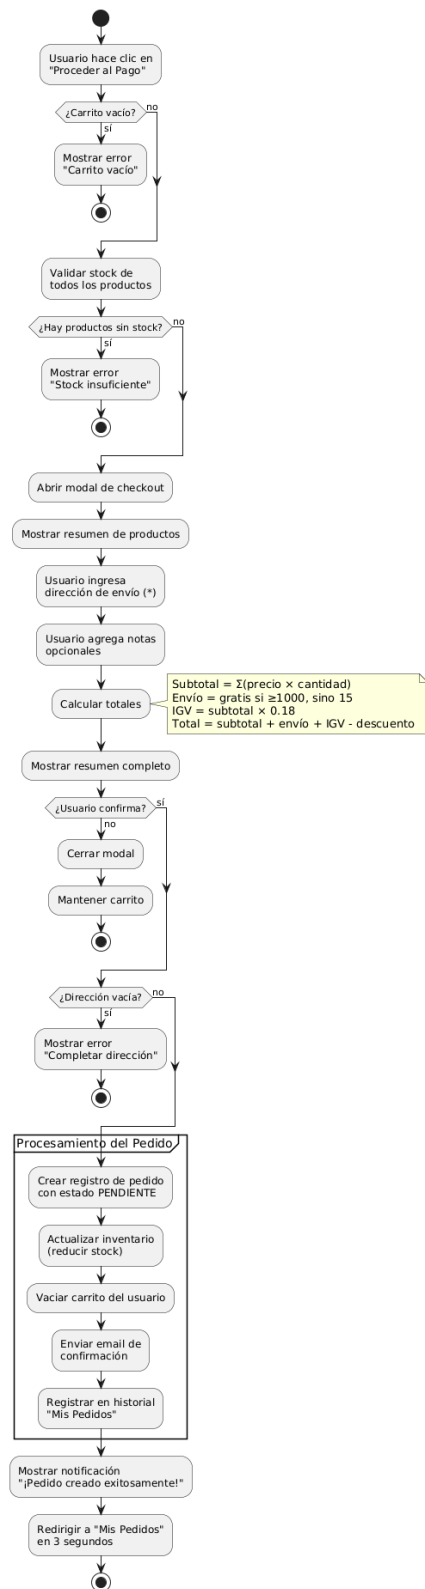 Usuario hace clic en
"Proceder al Pago"
¿Carrito vacío?
no
sí
Mostrar error
"Carrito vacío"
Validar stock de
todos los productos
¿Hay productos sin stock?
no
sí
Mostrar error
"Stock insuficiente"
Abrir modal de checkout
Mostrar resumen de productos
Usuario ingresa
dirección de envío (*)
Usuario agrega notas
opcionales
Calcular totales
Subtotal = Σ(precio × cantidad)
Envío = gratis si ≥1000, sino 15
IGV = subtotal × 0.18
Total = subtotal + envío + IGV - descuento
Mostrar resumen completo
¿Usuario confirma?
sí
no
Cerrar modal
Mantener carrito
¿Dirección vacía?
no
sí
Mostrar error
"Completar dirección"
Procesamiento del Pedido
Crear registro de pedido
con estado PENDIENTE
Actualizar inventario
(reducir stock)
Vaciar carrito del usuario
Enviar email de
confirmación
Registrar en historial
"Mis Pedidos"
Mostrar notificación
"¡Pedido creado exitosamente!"
Redirigir a "Mis Pedidos"
en 3 segundos